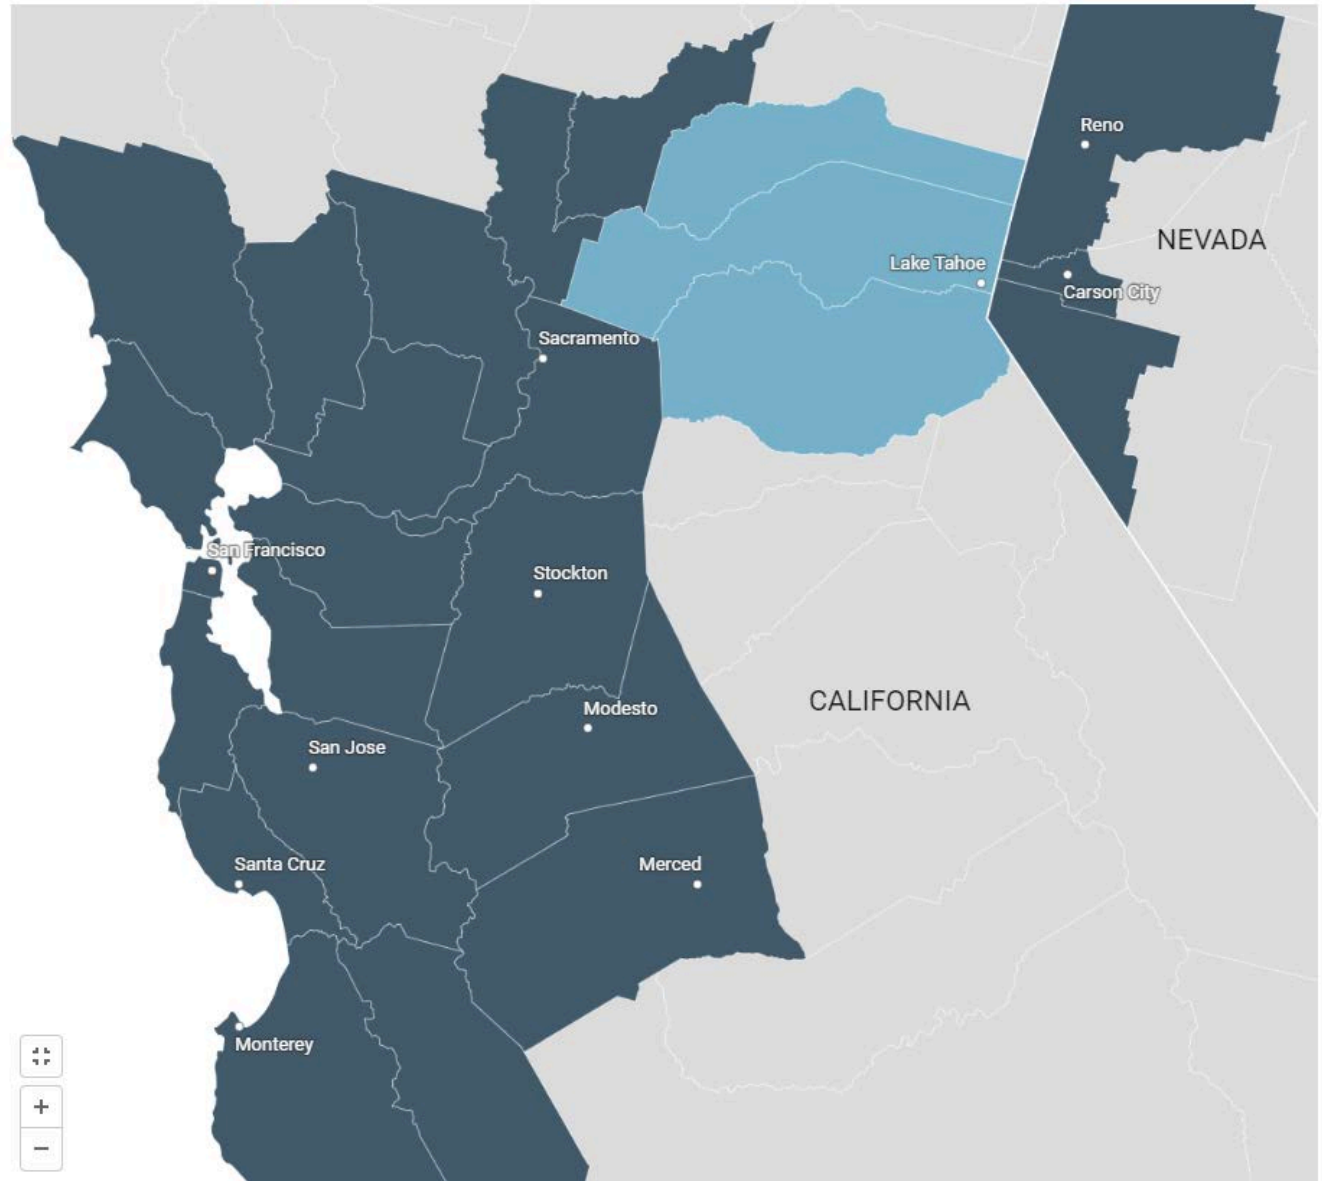 Reno
NEVADA
Lake Tahoe
Carson City
Sacramento
San Francisco
Stockton
CALIFORNIA
Modesto
San Jose
Santa Cruz
Merced
Monterey
+
−